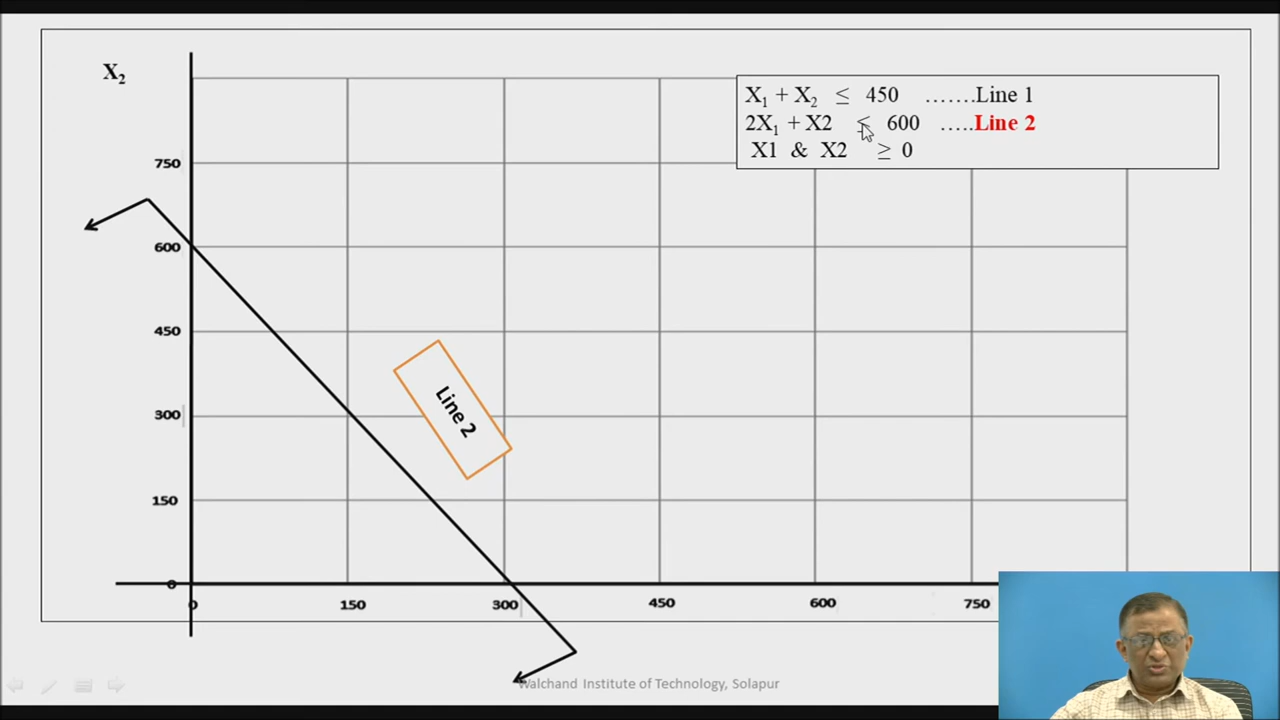 X₂
X₁ + X₂ ≤ 450 …….Line 1
2X₁ + X2 ≤ 600 …..Line 2
X1 & X2 ≥ 0
750
600
450
300
150
0
Line 2
0 150 300 450 600 750
Walchand Institute of Technology, Solapur